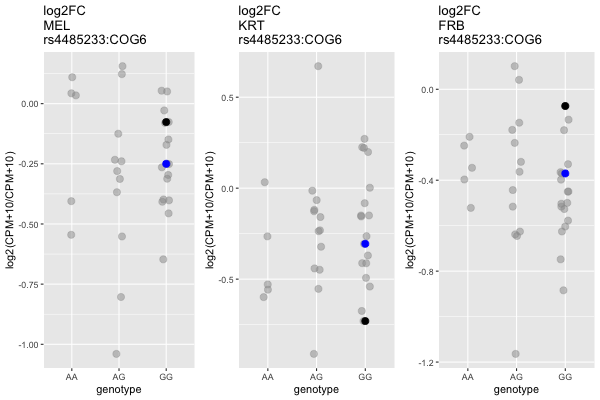 log2FC
MEL
rs4485233:COG6
log2(CPM+10/CPM+10)
0.00
-0.25
-0.50
-0.75
-1.00
AA AG GG
genotype
log2FC
KRT
rs4485233:COG6
log2(CPM+10/CPM+10)
0.5
0.0
-0.5
AA AG GG
genotype
log2FC
FRB
rs4485233:COG6
log2(CPM+10/CPM+10)
0.0
-0.4
-0.8
-1.2
AA AG GG
genotype